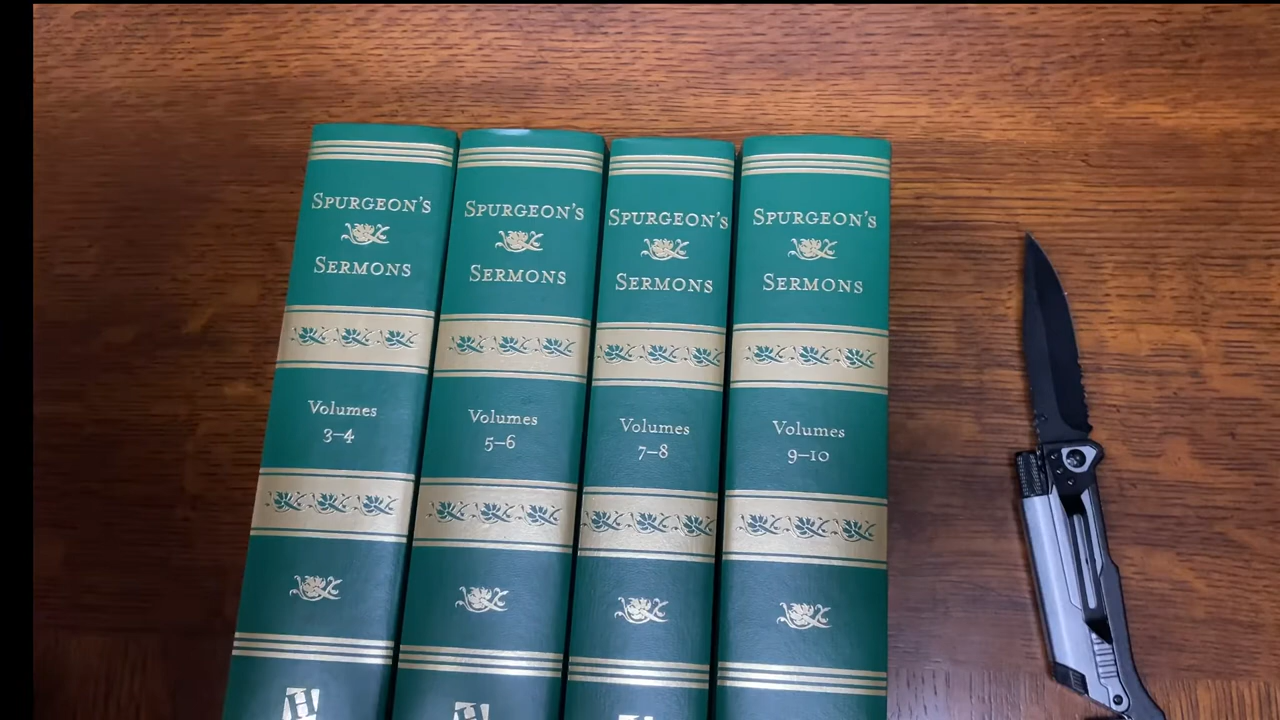 SPURGEON'S
SERMONS
Volumes
3–4
H
SPURGEON'S
SERMONS
Volumes
5–6
H
SPURGEON'S
SERMONS
Volumes
7–8
SPURGEON'S
SERMONS
Volumes
9–10